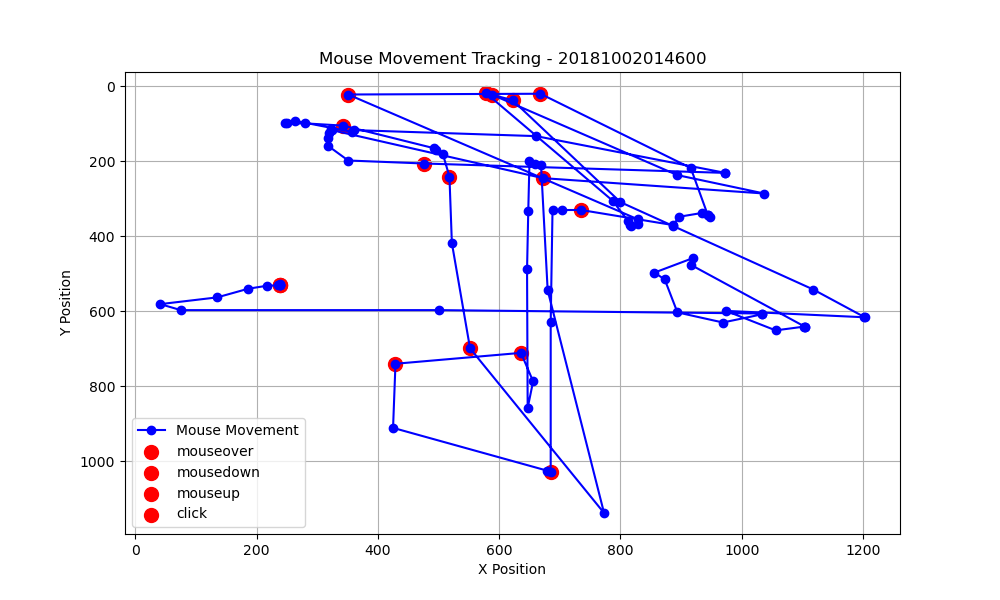 Mouse Movement Tracking - 20181002014600
Y Position
0
200
400
600
800
1000
Mouse Movement
mouseover
mousedown
mouseup
click
0 200 400 600 800 1000 1200
X Position